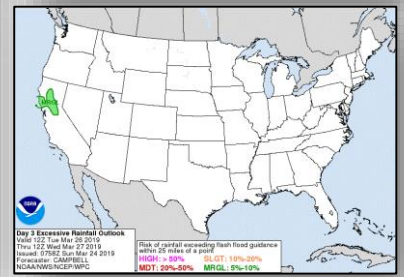 MRGL
noaa
Day 3 Excessive Rainfall Outlook
Valid 12Z Tue Mar 26 2019
Thru 12Z Wed Mar 27 2019
Issued: 0758Z Sun Mar 24 2019
Forecaster: CAMPBELL
NOAA/NWS/NCEP/WPC
Risk of rainfall exceeding flash flood guidance
within 25 miles of a point
HIGH: > 50% SLGT: 10%-20%
MDT: 20%-50% MRGL: 5%-10%